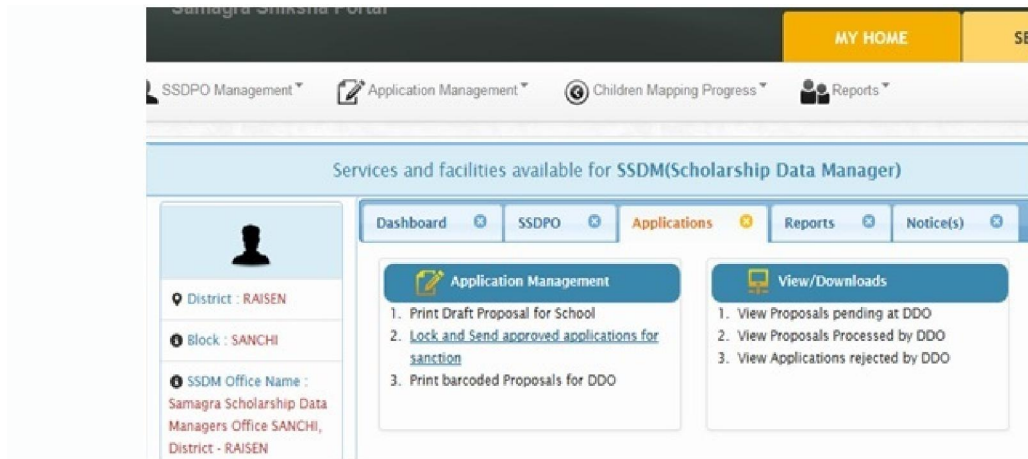 Samagra Shiksha Portal
MY HOME
SE
SSDPO Management
Application Management
Children Mapping Progress
Reports
Services and facilities available for SSDM(Scholarship Data Manager)
Dashboard
SSDPO
Applications
Reports
Notice(s)
District : RAISEN
Block : SANCHI
SSDM Office Name :
Samagra Scholarship Data
Managers Office SANCHI,
District - RAISEN
Application Management
1. Print Draft Proposal for School
2. Lock and Send approved applications for
sanction
3. Print barcoded Proposals for DDO
View/Downloads
1. View Proposals pending at DDO
2. View Proposals Processed by DDO
3. View Applications rejected by DDO